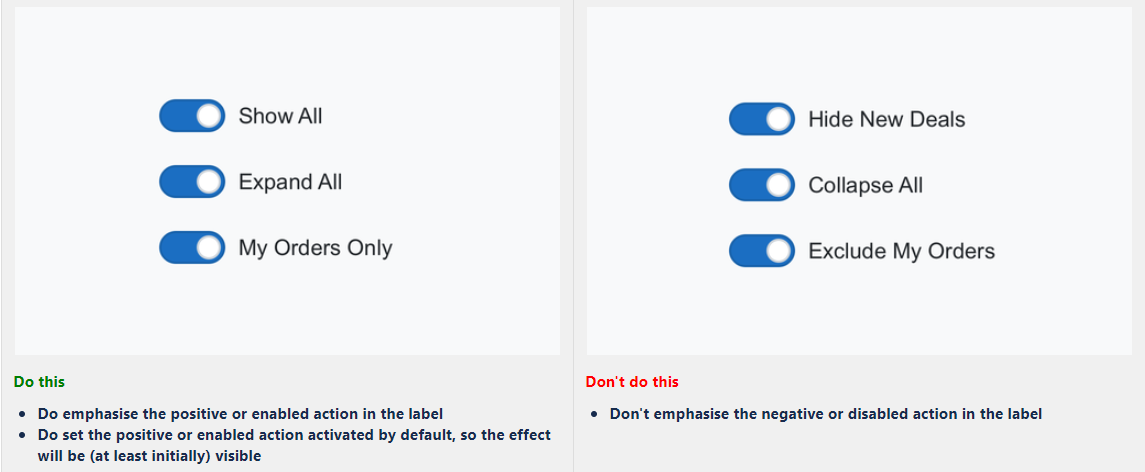 Show All
Expand All
My Orders Only
Do this
Do emphasise the positive or enabled action in the label
Do set the positive or enabled action activated by default, so the effect
will be (at least initially) visible
Hide New Deals
Collapse All
Exclude My Orders
Don't do this
Don't emphasise the negative or disabled action in the label